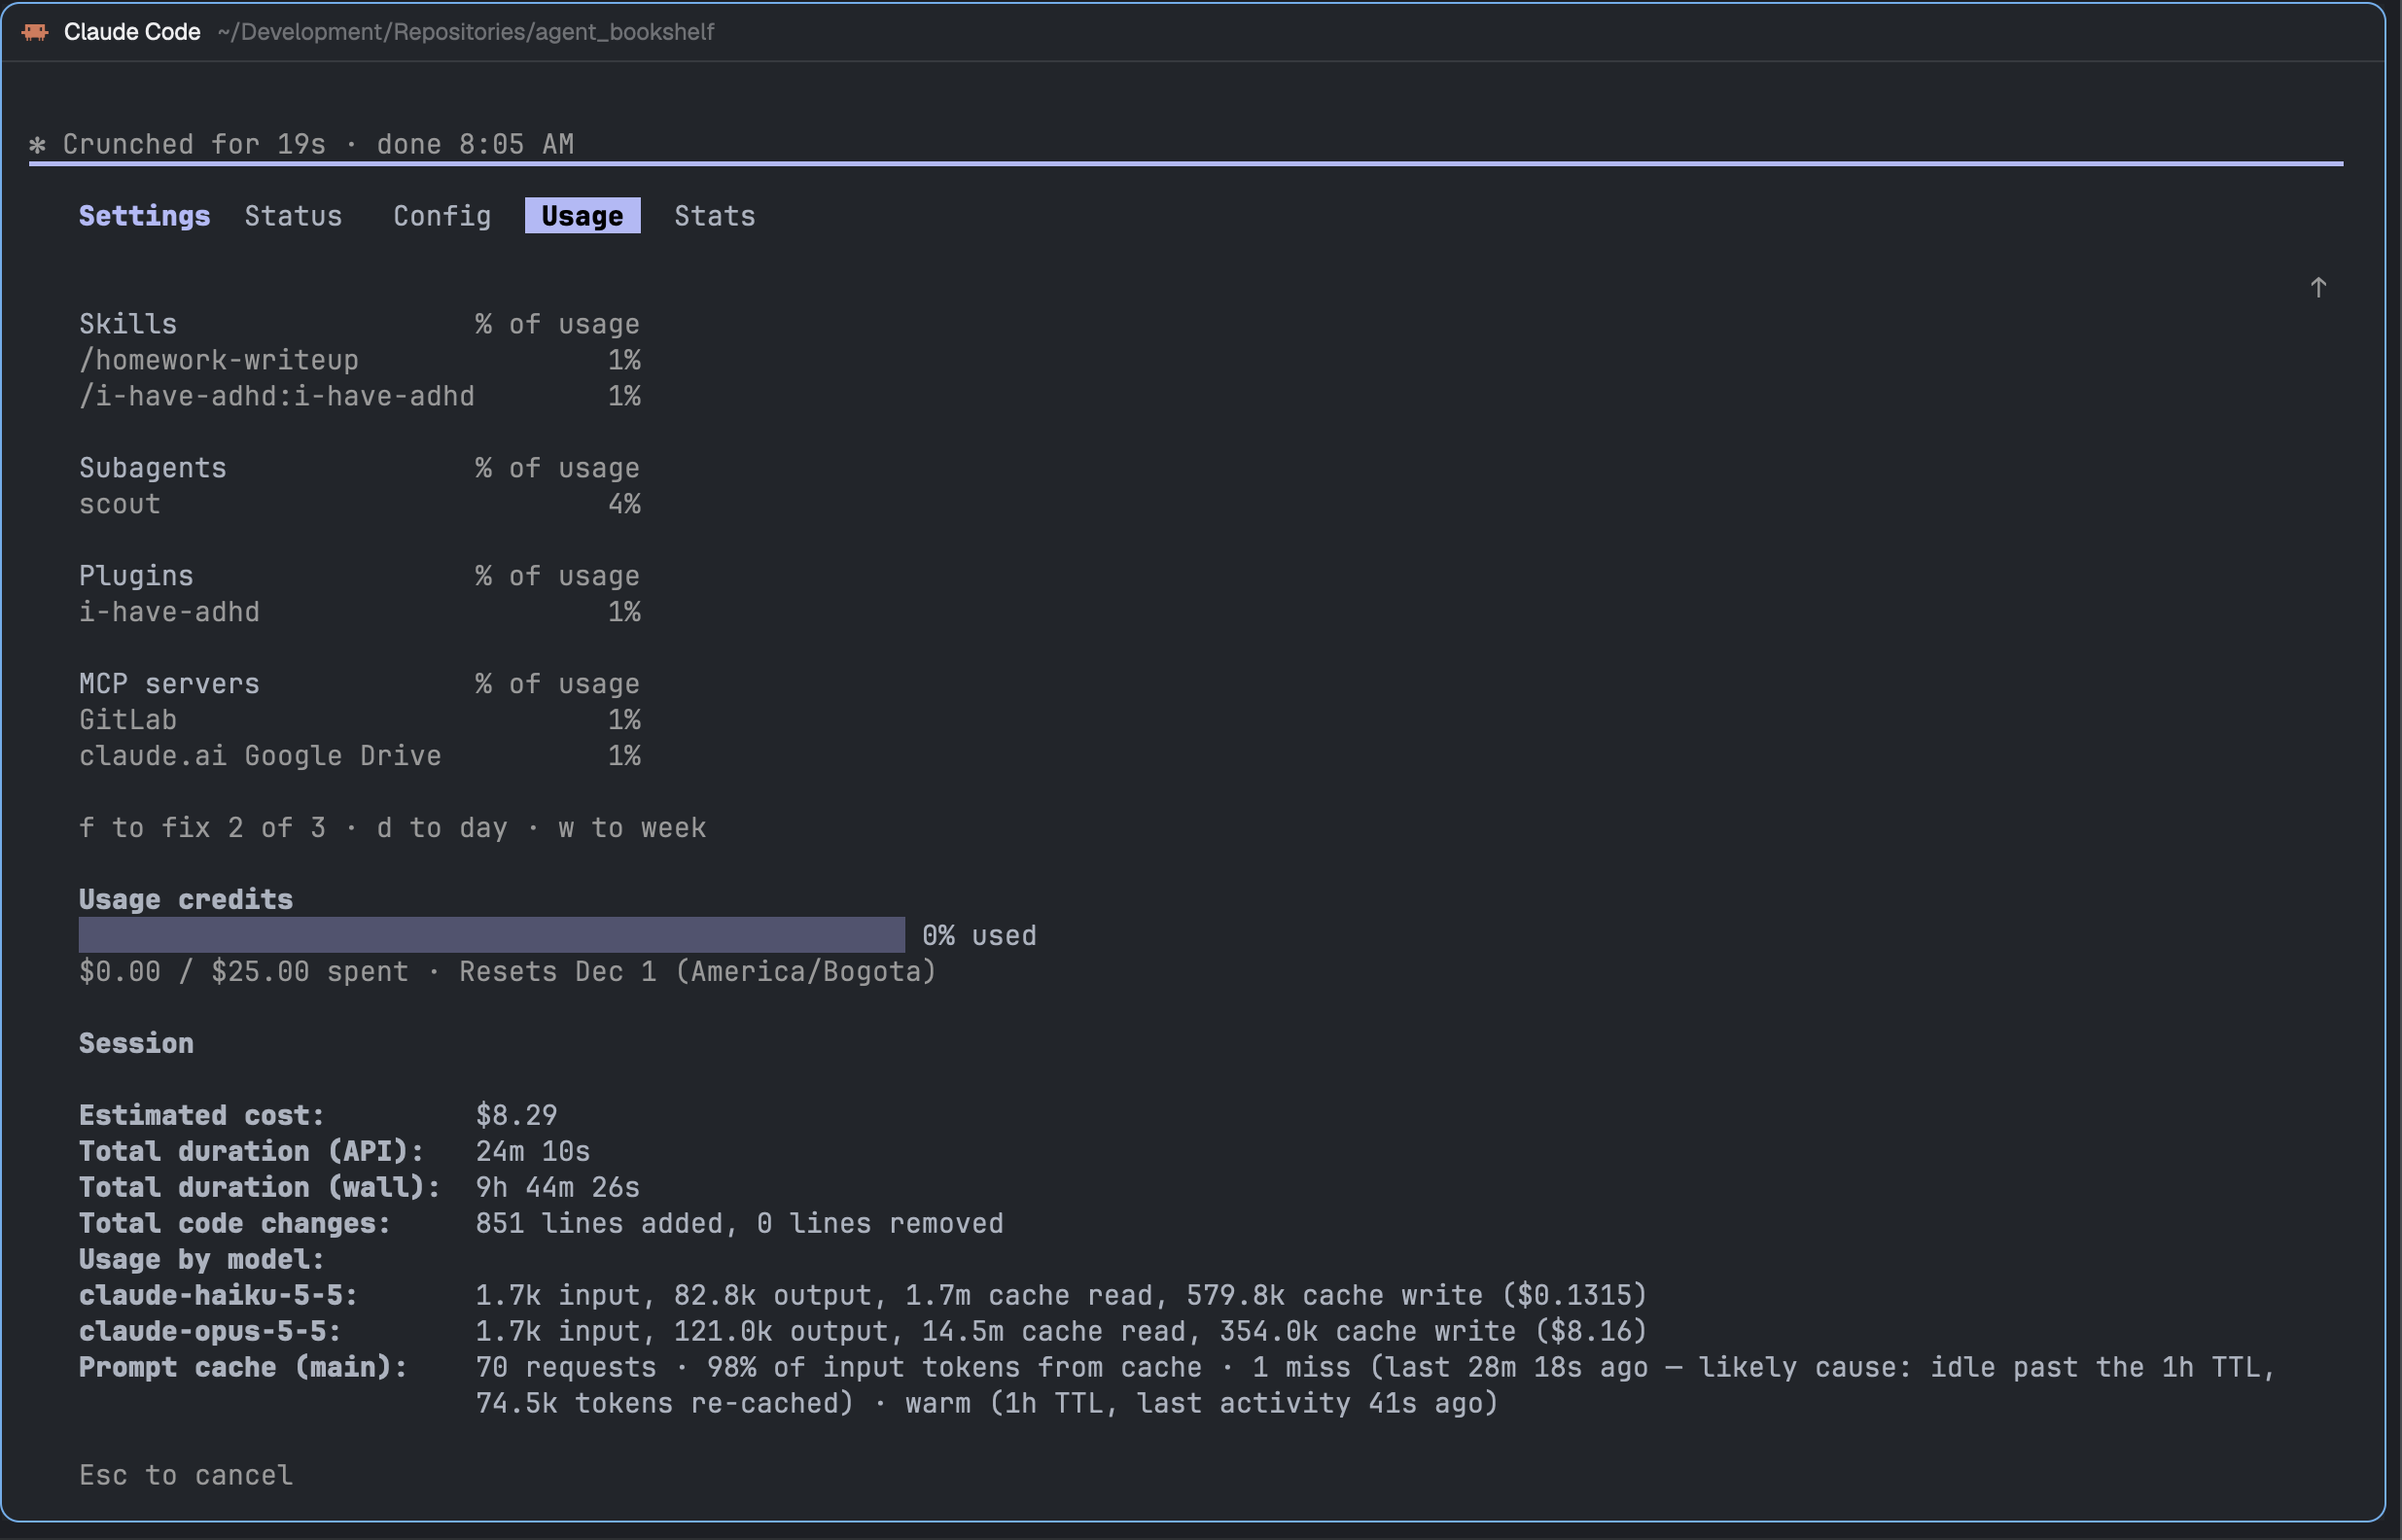 Claude Code ~/Development/Repositories/agent_bookshelf
✻ Crunched for 19s · done 8:05 AM
Settings Status Config Usage Stats
↑
Skills % of usage
/homework-writeup 1%
/i-have-adhd:i-have-adhd 1%
Subagents % of usage
scout 4%
Plugins % of usage
i-have-adhd 1%
MCP servers % of usage
GitLab 1%
claude.ai Google Drive 1%
f to fix 2 of 3 · d to day · w to week
Usage credits
0% used
$0.00 / $25.00 spent · Resets Dec 1 (America/Bogota)
Session
Estimated cost: $8.29
Total duration (API): 24m 10s
Total duration (wall): 9h 44m 26s
Total code changes: 851 lines added, 0 lines removed
Usage by model:
claude-haiku-5-5: 1.7k input, 82.8k output, 1.7m cache read, 579.8k cache write ($0.1315)
claude-opus-5-5: 1.7k input, 121.0k output, 14.5m cache read, 354.0k cache write ($8.16)
Prompt cache (main): 70 requests · 98% of input tokens from cache · 1 miss (last 28m 18s ago — likely cause: idle past the 1h TTL,
74.5k tokens re-cached) · warm (1h TTL, last activity 41s ago)
Esc to cancel